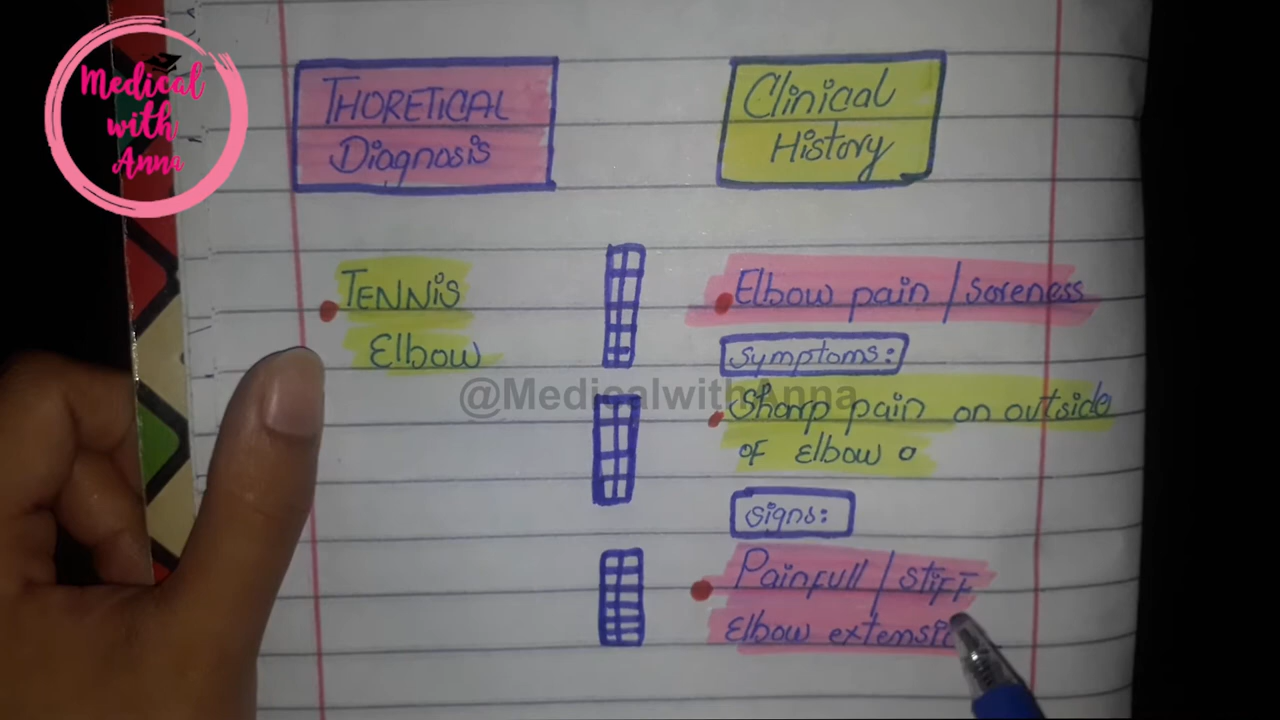 Medical
with
Anna
THORETICAL
Diagnosis
Clinical
History
TENNIS
Elbow
Elbow pain / soreness
Symptoms:
@MedicalwithAnna
Sharp pain on outside
of Elbow
Signs:
Painfull / Stiff
Elbow